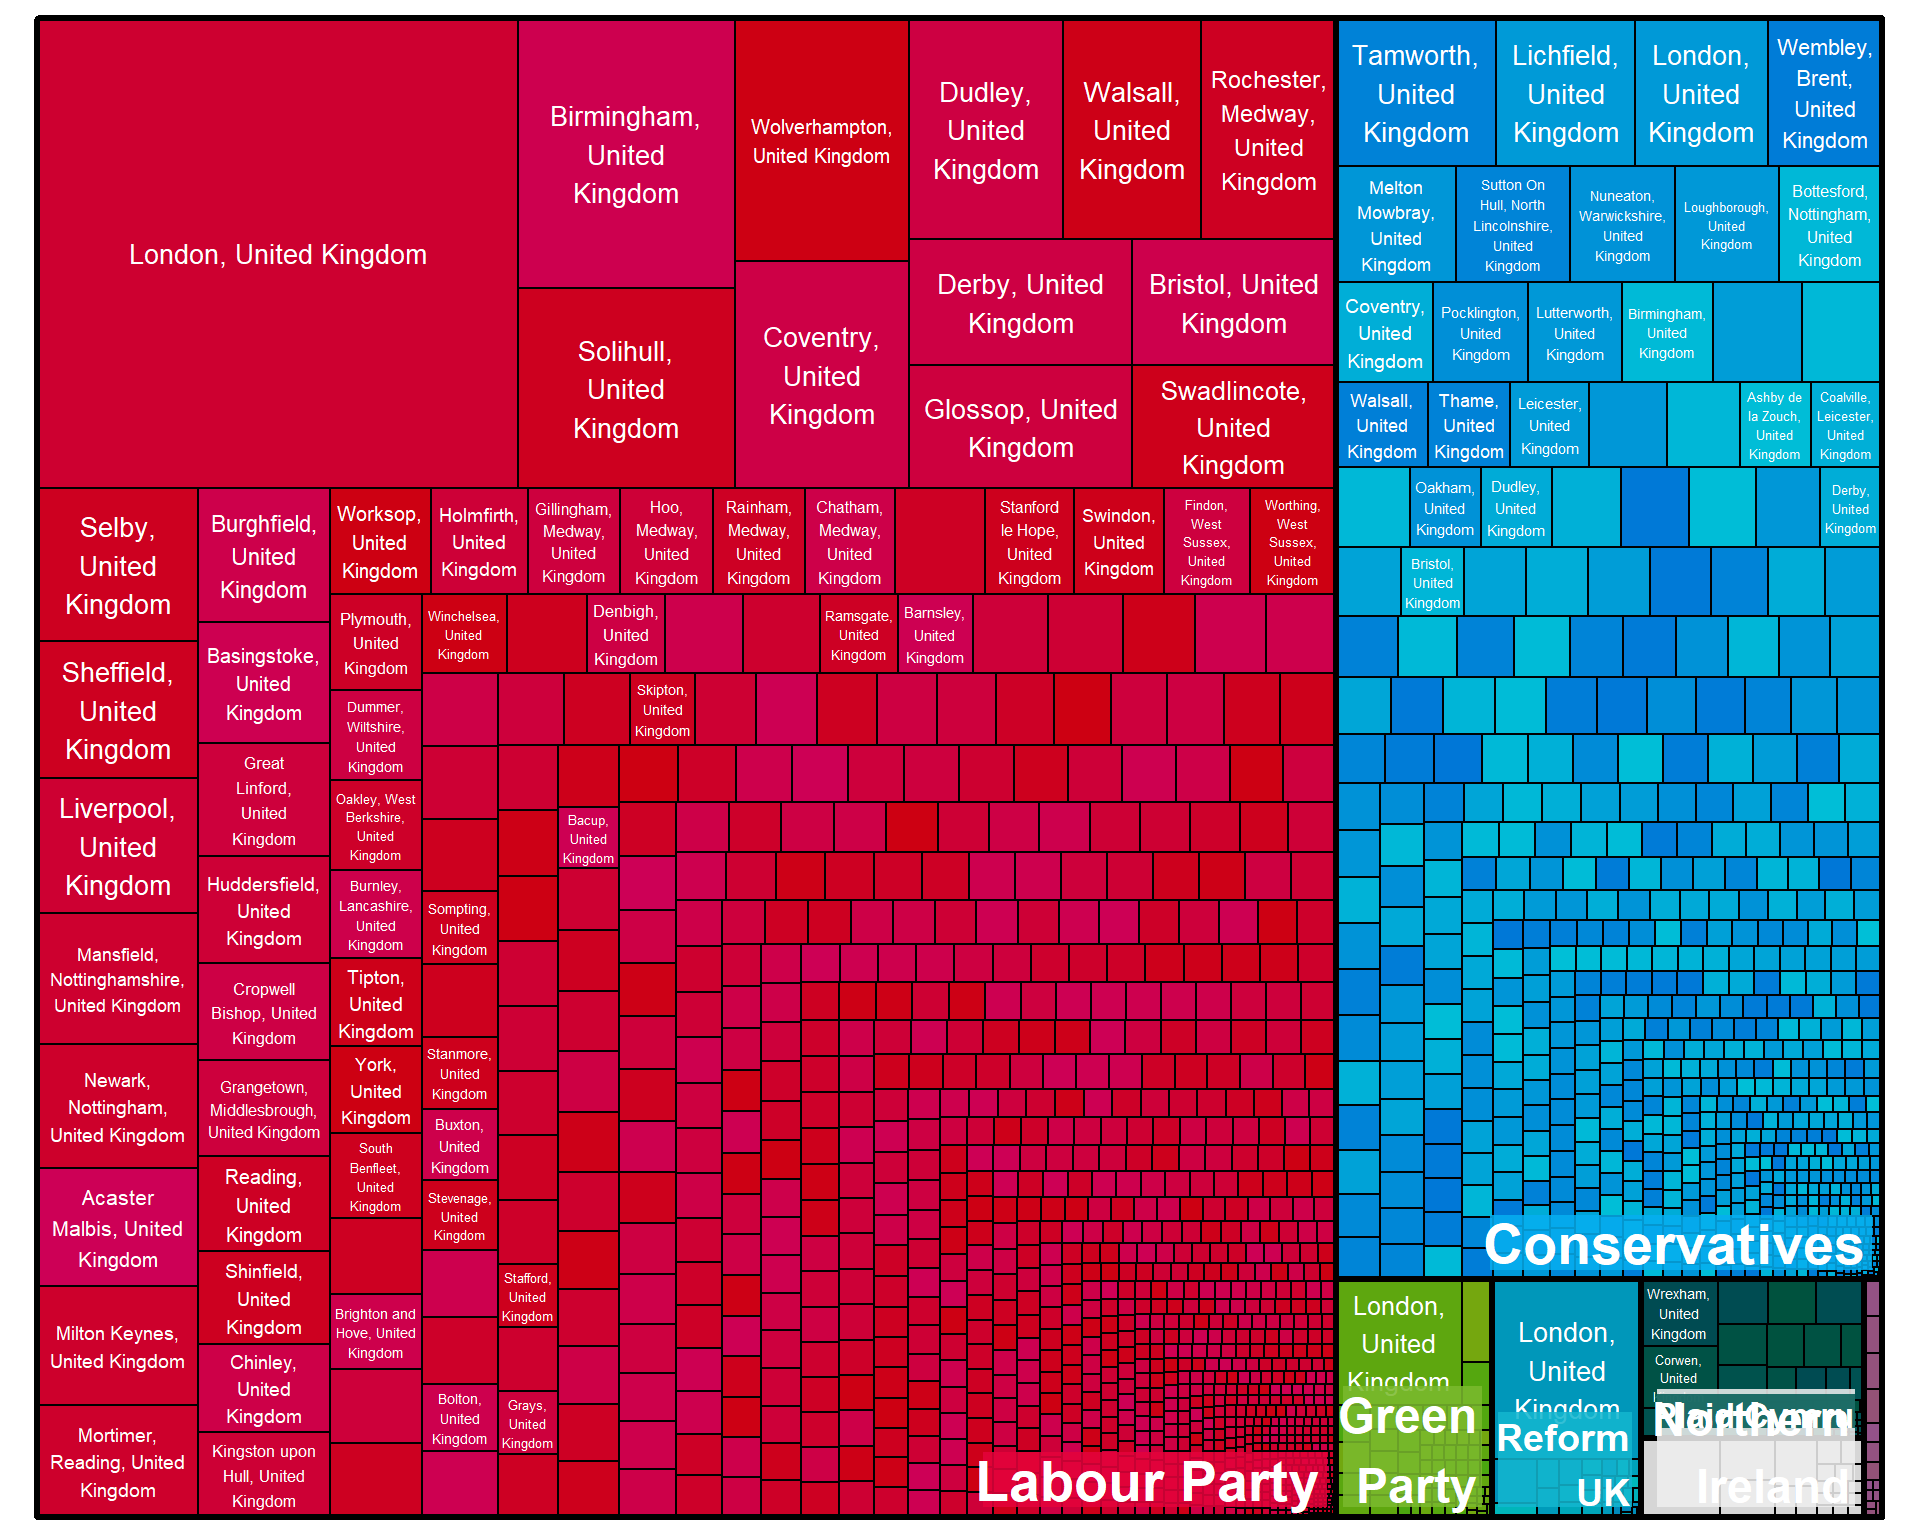 London, United Kingdom
Birmingham,
United
Kingdom
Solihull,
United
Kingdom
Wolverhampton,
United Kingdom
Coventry,
United
Kingdom
Dudley,
United
Kingdom
Walsall,
United
Kingdom
Rochester,
Medway,
United
Kingdom
Derby, United
Kingdom
Bristol, United
Kingdom
Glossop, United
Kingdom
Swadlincote,
United
Kingdom
Selby,
United
Kingdom
Sheffield,
United
Kingdom
Liverpool,
United
Kingdom
Mansfield,
Nottinghamshire,
United Kingdom
Newark,
Nottingham,
United Kingdom
Acaster
Malbis, United
Kingdom
Milton Keynes,
United Kingdom
Mortimer,
Reading, United
Kingdom
Burghfield,
United
Kingdom
Basingstoke,
United
Kingdom
Great
Linford,
United
Kingdom
Huddersfield,
United
Kingdom
Cropwell
Bishop, United
Kingdom
Grangetown,
Middlesbrough,
United Kingdom
Reading,
United
Kingdom
Shinfield,
United
Kingdom
Chinley,
United
Kingdom
Kingston upon
Hull, United
Kingdom
Worksop,
United
Kingdom
Plymouth,
United
Kingdom
Dummer,
Wiltshire,
United
Kingdom
Oakley, West
Berkshire,
United
Kingdom
Burnley,
Lancashire,
United
Kingdom
Tipton,
United
Kingdom
York,
United
Kingdom
South
Benfleet,
United
Kingdom
Brighton and
Hove, United
Kingdom
Holmfirth,
United
Kingdom
Gillingham,
Medway,
United
Kingdom
Hoo,
Medway,
United
Kingdom
Rainham,
Medway,
United
Kingdom
Chatham,
Medway,
United
Kingdom
Stanford
le Hope,
United
Kingdom
Swindon,
United
Kingdom
Findon,
West
Sussex,
United
Kingdom
Worthing,
West
Sussex,
United
Kingdom
Winchelsea,
United
Kingdom
Denbigh,
United
Kingdom
Ramsgate,
United
Kingdom
Barnsley,
United
Kingdom
Skipton,
United
Kingdom
Bacup,
United
Kingdom
Sompting,
United
Kingdom
Stanmore,
United
Kingdom
Buxton,
United
Kingdom
Stevenage,
United
Kingdom
Bolton,
United
Kingdom
Stafford,
United
Kingdom
Grays,
United
Kingdom
Labour Party
Tamworth,
United
Kingdom
Lichfield,
United
Kingdom
London,
United
Kingdom
Wembley,
Brent,
United
Kingdom
Melton
Mowbray,
United
Kingdom
Sutton On
Hull, North
Lincolnshire,
United
Kingdom
Nuneaton,
Warwickshire,
United
Kingdom
Loughborough,
United
Kingdom
Bottesford,
Nottingham,
United
Kingdom
Coventry,
United
Kingdom
Pocklington,
United
Kingdom
Lutterworth,
United
Kingdom
Birmingham,
United
Kingdom
Walsall,
United
Kingdom
Thame,
United
Kingdom
Leicester,
United
Kingdom
Ashby de
la Zouch,
United
Kingdom
Coalville,
Leicester,
United
Kingdom
Oakham,
United
Kingdom
Dudley,
United
Kingdom
Derby,
United
Kingdom
Bristol,
United
Kingdom
Conservatives
London,
United
Kingdom
Green
Party
London,
United
Kingdom
Reform
UK
Wrexham,
United
Kingdom
Corwen,
United
Plaid Cymru
Northern
Ireland